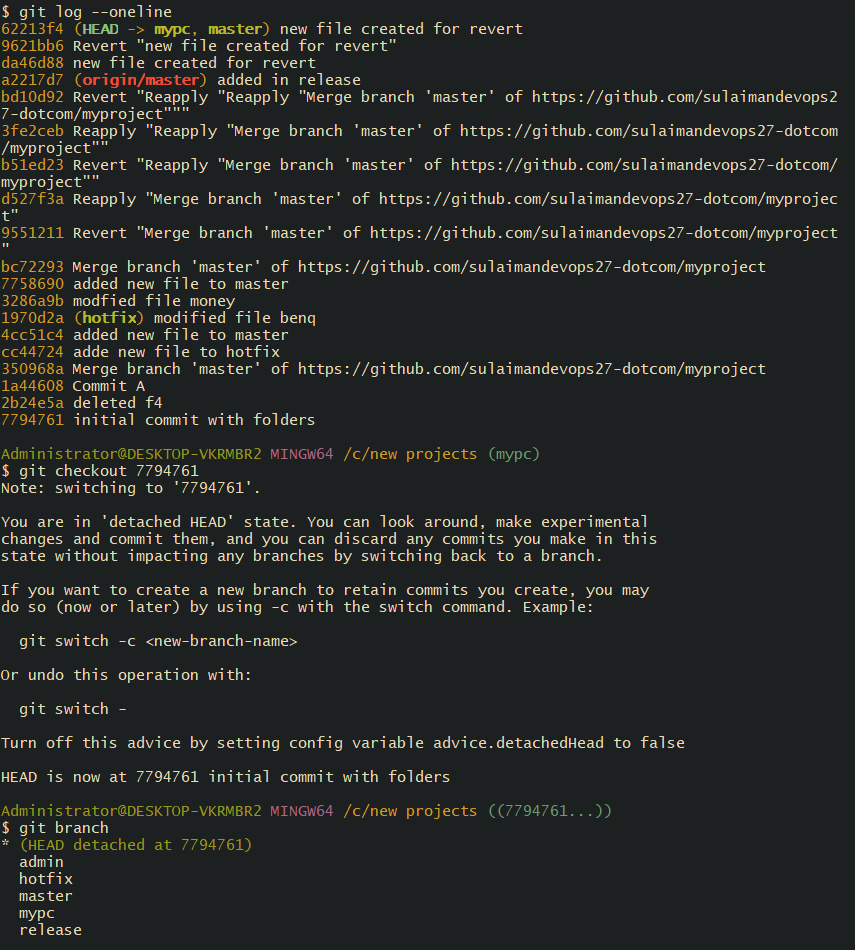 $ git log --oneline
62213f4 (HEAD -> mypc, master) new file created for revert
9621bb6 Revert "new file created for revert"
da46d88 new file created for revert
a2217d7 (origin/master) added in release
bd10d92 Revert "Reapply "Reapply "Merge branch 'master' of https://github.com/sulaimandevops2
7-dotcom/myproject"""
3fe2ceb Reapply "Reapply "Merge branch 'master' of https://github.com/sulaimandevops27-dotcom
/myproject""
b51ed23 Revert "Reapply "Merge branch 'master' of https://github.com/sulaimandevops27-dotcom/
myproject""
d527f3a Reapply "Merge branch 'master' of https://github.com/sulaimandevops27-dotcom/myprojec
t"
9551211 Revert "Merge branch 'master' of https://github.com/sulaimandevops27-dotcom/myproject
"
bc72293 Merge branch 'master' of https://github.com/sulaimandevops27-dotcom/myproject
7758690 added new file to master
3286a9b modfied file money
1970d2a (hotfix) modified file benq
4cc51c4 added new file to master
cc44724 adde new file to hotfix
350968a Merge branch 'master' of https://github.com/sulaimandevops27-dotcom/myproject
1a44608 Commit A
2b24e5a deleted f4
7794761 initial commit with folders
Administrator@DESKTOP-VKRMBR2 MINGW64 /c/new projects (mypc)
$ git checkout 7794761
Note: switching to '7794761'.
You are in 'detached HEAD' state. You can look around, make experimental
changes and commit them, and you can discard any commits you make in this
state without impacting any branches by switching back to a branch.
If you want to create a new branch to retain commits you create, you may
do so (now or later) by using -c with the switch command. Example:
git switch -c <new-branch-name>
Or undo this operation with:
git switch -
Turn off this advice by setting config variable advice.detachedHead to false
HEAD is now at 7794761 initial commit with folders
Administrator@DESKTOP-VKRMBR2 MINGW64 /c/new projects ((7794761...))
$ git branch
* (HEAD detached at 7794761)
admin
hotfix
master
mypc
release